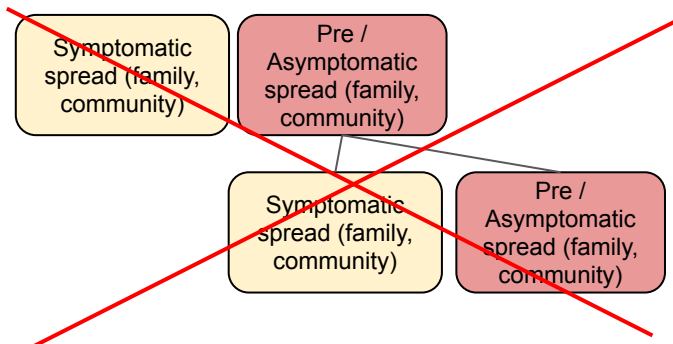 Symptomatic
spread (family,
community)
Pre /
Asymptomatic
spread (family,
community)
Symptomatic
spread (family,
community)
Pre /
Asymptomatic
spread (family,
community)